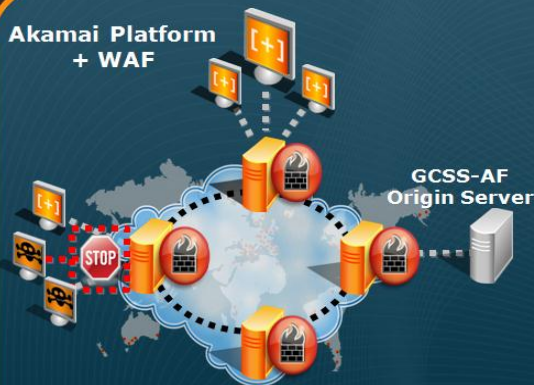 Akamai Platform
+ WAF
[+]
[+]
[+]
GCSS-AF
Origin Server
[+]
STOP